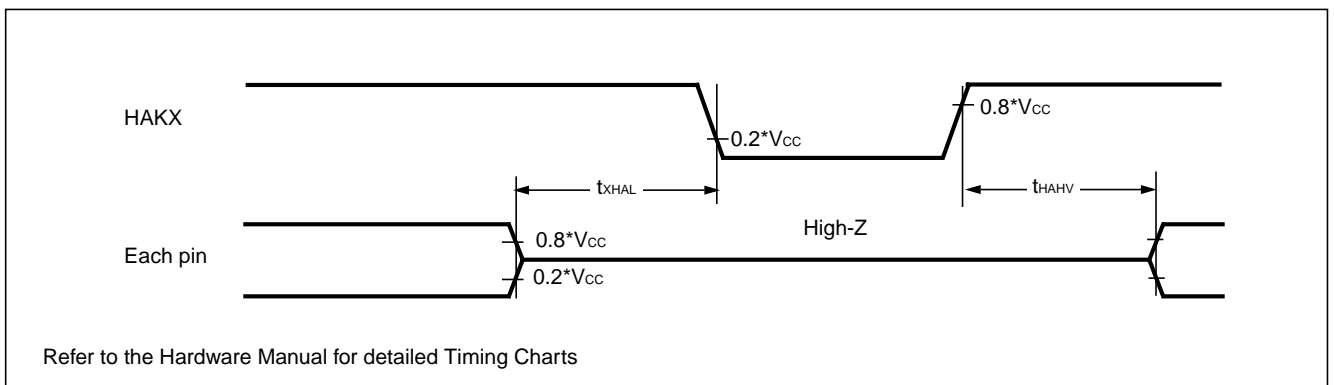 HAKX
0.2*VCC
0.8*VCC
tXHAL
tHAHV
Each pin
0.8*VCC
0.2*VCC
High-Z
Refer to the Hardware Manual for detailed Timing Charts